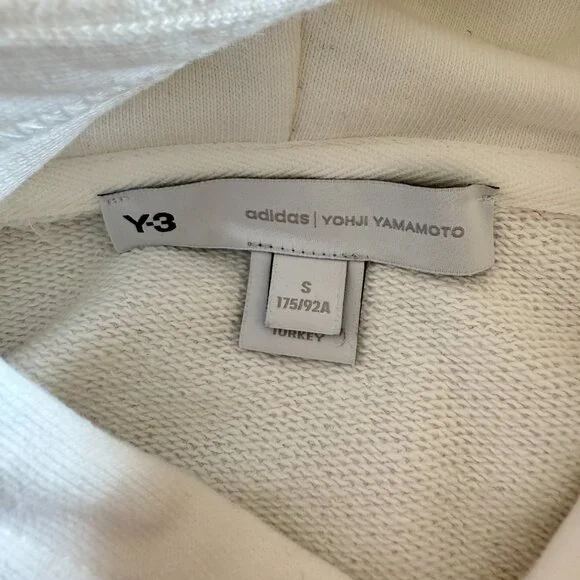 Y-3 adidas | YOHJI YAMAMOTO
S
175/92A
TURKEY